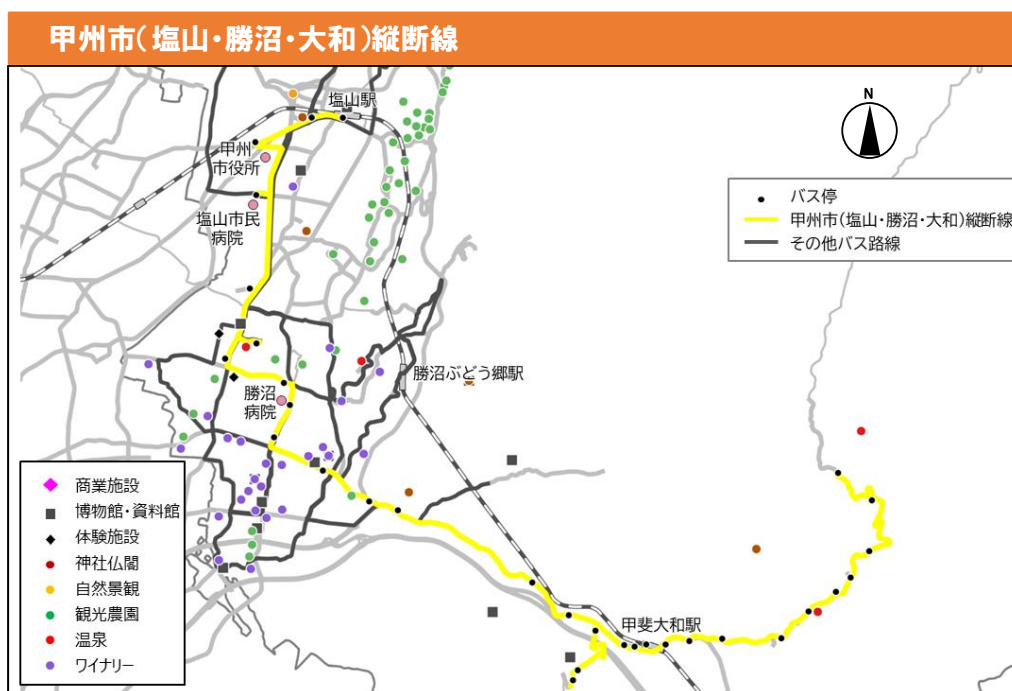 甲州市(塩山・勝沼・大和)縦断線
塩山駅
N
甲州
市役所
塩山市民
病院
バス停
甲州市(塩山・勝沼・大和)縦断線
その他バス路線
勝沼ぶどう郷駅
勝沼
病院
商業施設
博物館・資料館
体験施設
神社仏閣
自然景観
観光農園
温泉
ワイナリー
甲斐大和駅